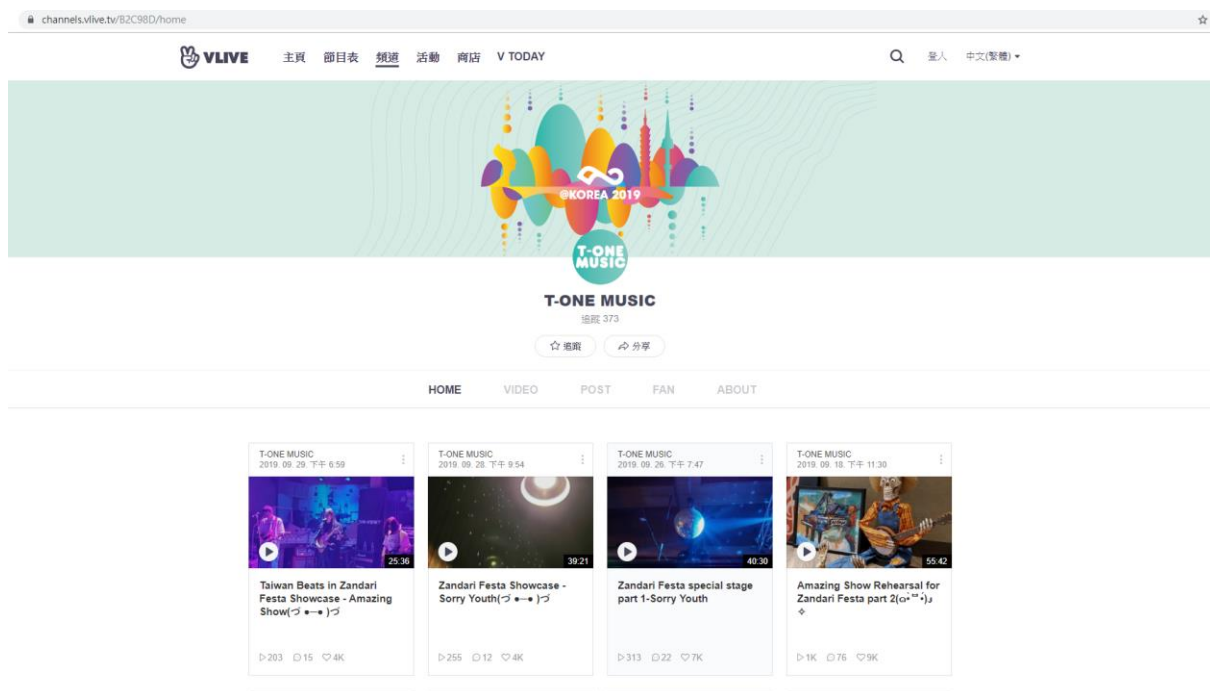 channels.vlive.tv/B2C98D/home
VLIVE 主頁 節目表 頻道 活動 商店 V TODAY 登入 中文(繁體)
@KOREA 2019
T-ONE MUSIC
T-ONE MUSIC
追蹤 373
追蹤 分享
HOME VIDEO POST FAN ABOUT
T-ONE MUSIC
2019. 09. 29. 下午 6:59
25:36
Taiwan Beats in Zandari
Festa Showcase - Amazing
Show(づ •—• )づ
203 15 4K
T-ONE MUSIC
2019. 09. 28. 下午 9:54
39:21
Zandari Festa Showcase -
Sorry Youth(づ •—• )づ
255 12 4K
T-ONE MUSIC
2019. 09. 26. 下午 7:47
40:30
Zandari Festa special stage
part 1-Sorry Youth
313 22 7K
T-ONE MUSIC
2019. 09. 18. 下午 11:30
55:42
Amazing Show Rehearsal for
Zandari Festa part 2
1K 76 9K